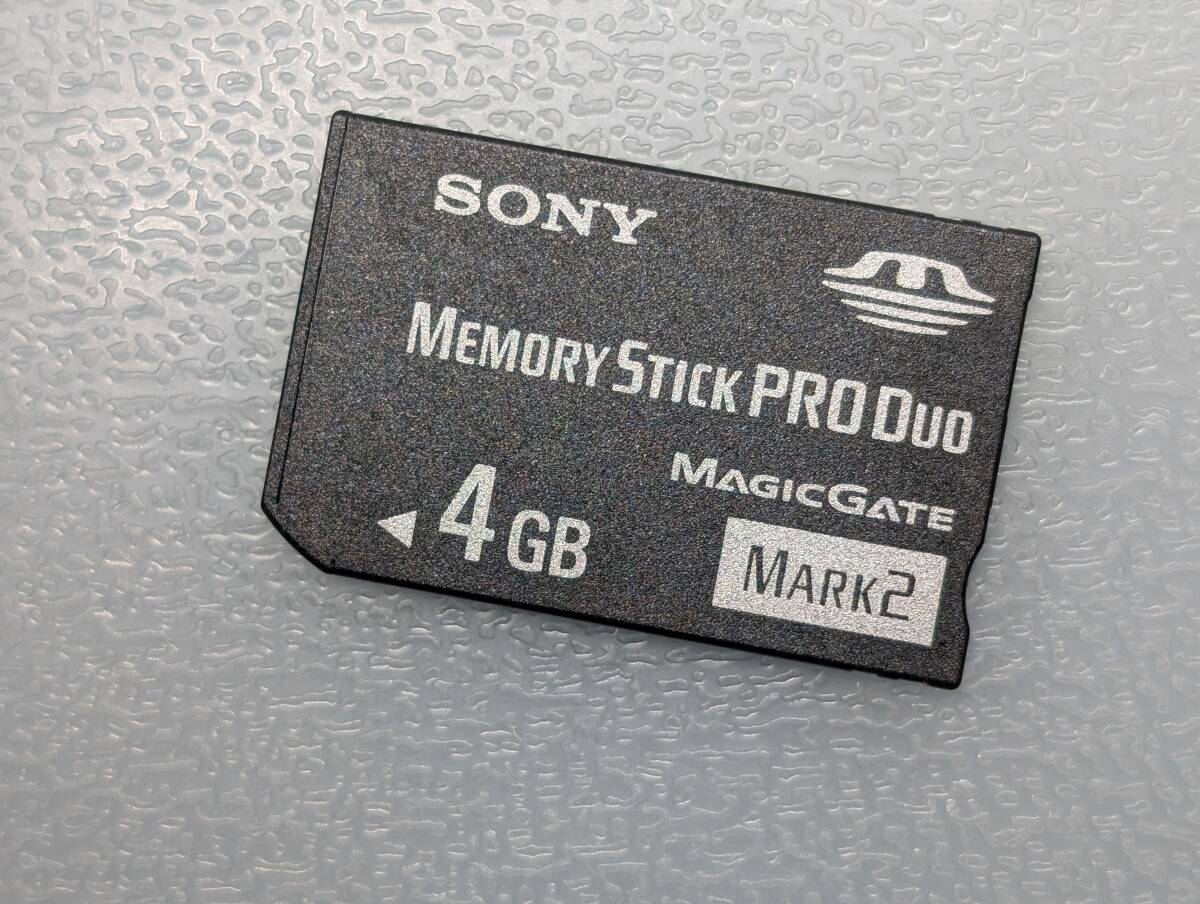 SONY
MEMORY STICK PRO DUO
MAGICGATE
4 GB
MARK2